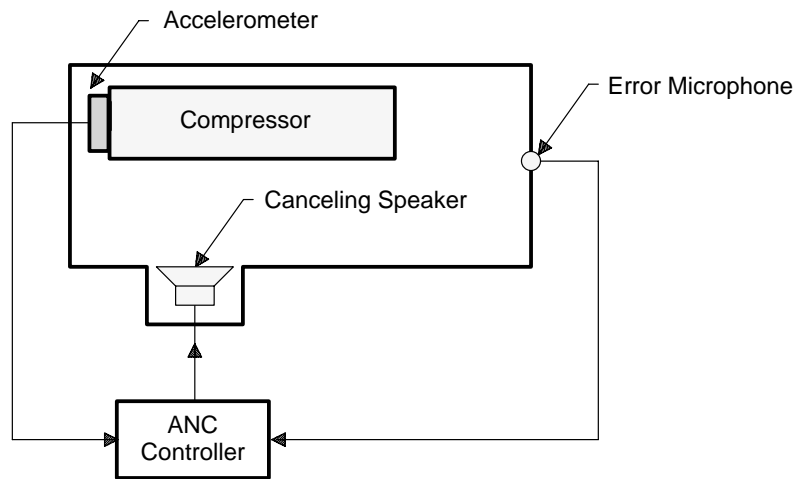 Accelerometer
Error Microphone
Compressor
Canceling Speaker
ANC
Controller